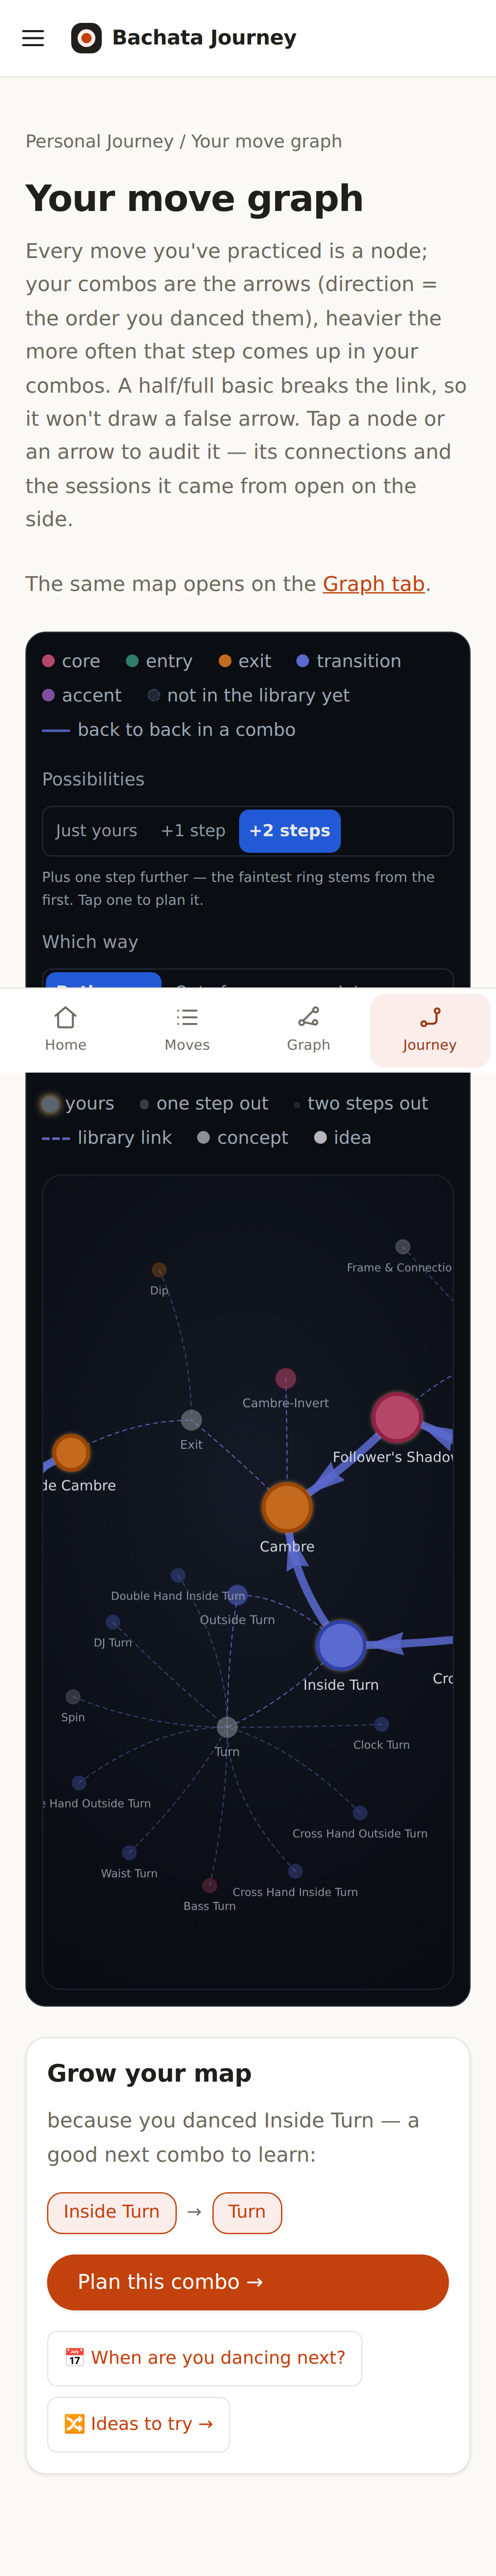 Bachata Journey
Personal Journey / Your move graph
Your move graph
Every move you've practiced is a node;
your combos are the arrows (direction =
the order you danced them), heavier the
more often that step comes up in your
combos. A half/full basic breaks the link, so
it won't draw a false arrow. Tap a node or
an arrow to audit it — its connections and
the sessions it came from open on the
side.
The same map opens on the Graph tab.
core entry exit transition
accent not in the library yet
back to back in a combo
Possibilities
Just yours +1 step +2 steps
Plus one step further — the faintest ring stems from the
first. Tap one to plan it.
Which way
Home Moves Graph Journey
yours one step out two steps out
library link concept idea
Frame & Connectio
Dip
Cambre-Invert
Exit
Follower's Shadow
de Cambre
Cambre
Double Hand Inside Turn
Outside Turn
DJ Turn
Inside Turn
Cro
Spin
Turn
Clock Turn
Hand Outside Turn
Cross Hand Outside Turn
Waist Turn
Cross Hand Inside Turn
Bass Turn
Grow your map
because you danced Inside Turn — a
good next combo to learn:
Inside Turn → Turn
Plan this combo →
📅 When are you dancing next?
🔀 Ideas to try →